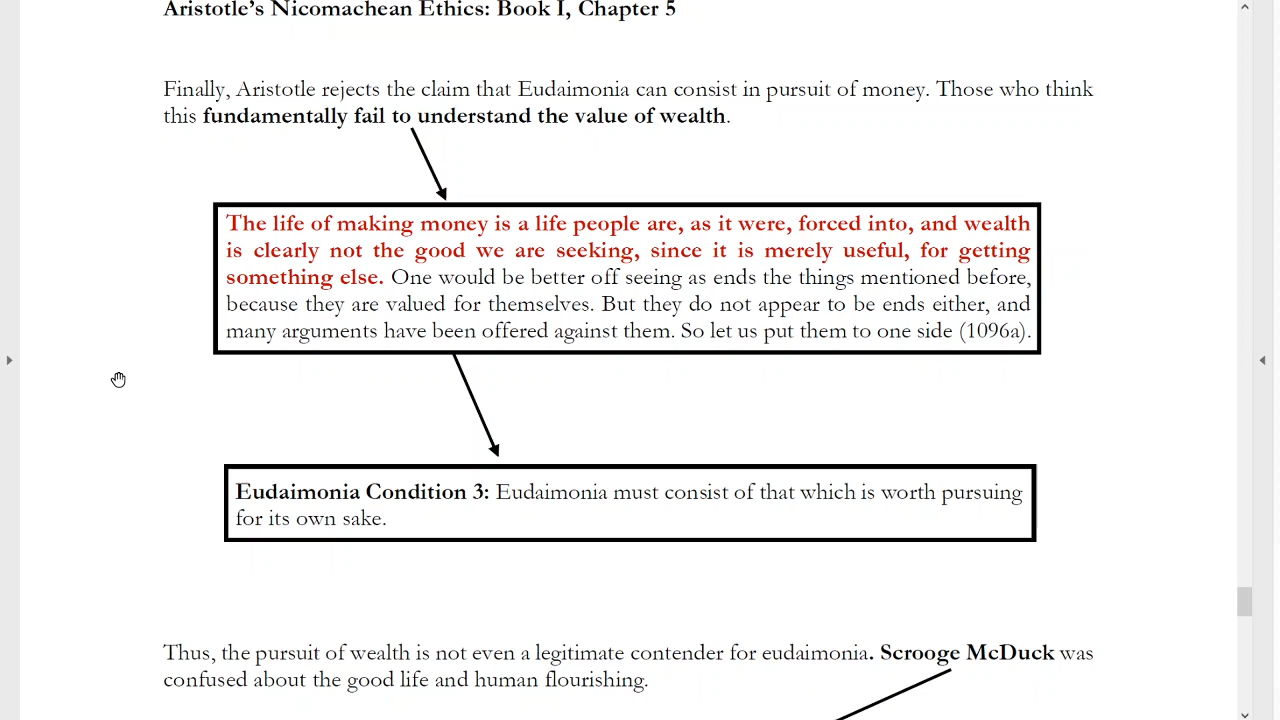 Aristotle’s Nicomachean Ethics: Book I, Chapter 5
Finally, Aristotle rejects the claim that Eudaimonia can consist in pursuit of money. Those who think
this fundamentally fail to understand the value of wealth.
The life of making money is a life people are, as it were, forced into, and wealth
is clearly not the good we are seeking, since it is merely useful, for getting
something else. One would be better off seeing as ends the things mentioned before,
because they are valued for themselves. But they do not appear to be ends either, and
many arguments have been offered against them. So let us put them to one side (1096a).
Eudaimonia Condition 3: Eudaimonia must consist of that which is worth pursuing
for its own sake.
Thus, the pursuit of wealth is not even a legitimate contender for eudaimonia. Scrooge McDuck was
confused about the good life and human flourishing.